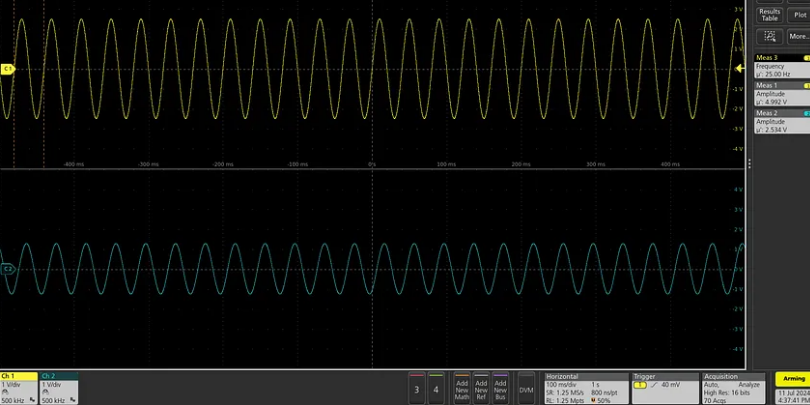 3 V
Results
Table
Plot
2 V
1 V
More...
C1
Meas 3
Frequency
µ': 25.00 Hz
Meas 1
Amplitude
µ': 4.992 V
Meas 2
Amplitude
µ': 2.534 V
-1 V
-2 V
-3 V
-4 V
-400 ms
-300 ms
-200 ms
-100 ms
0 s
100 ms
200 ms
300 ms
400 ms
4 V
3 V
2 V
1 V
C2
-1 V
-2 V
-3 V
-4 V
Ch 1
1 V/div
500 kHz
Ch 2
1 V/div
500 kHz
3
4
Add
New
Math
Add
New
Ref
Add
New
Bus
DVM
Horizontal
100 ms/div 1 s
SR: 1.25 MS/s 800 ns/pt
RL: 1.25 Mpts 50%
Trigger
1 40 mV
Acquisition
Auto, Analyze
High Res: 16 bits
70 Acqs
Arming
11 Jul 2024
4:37:41 PM